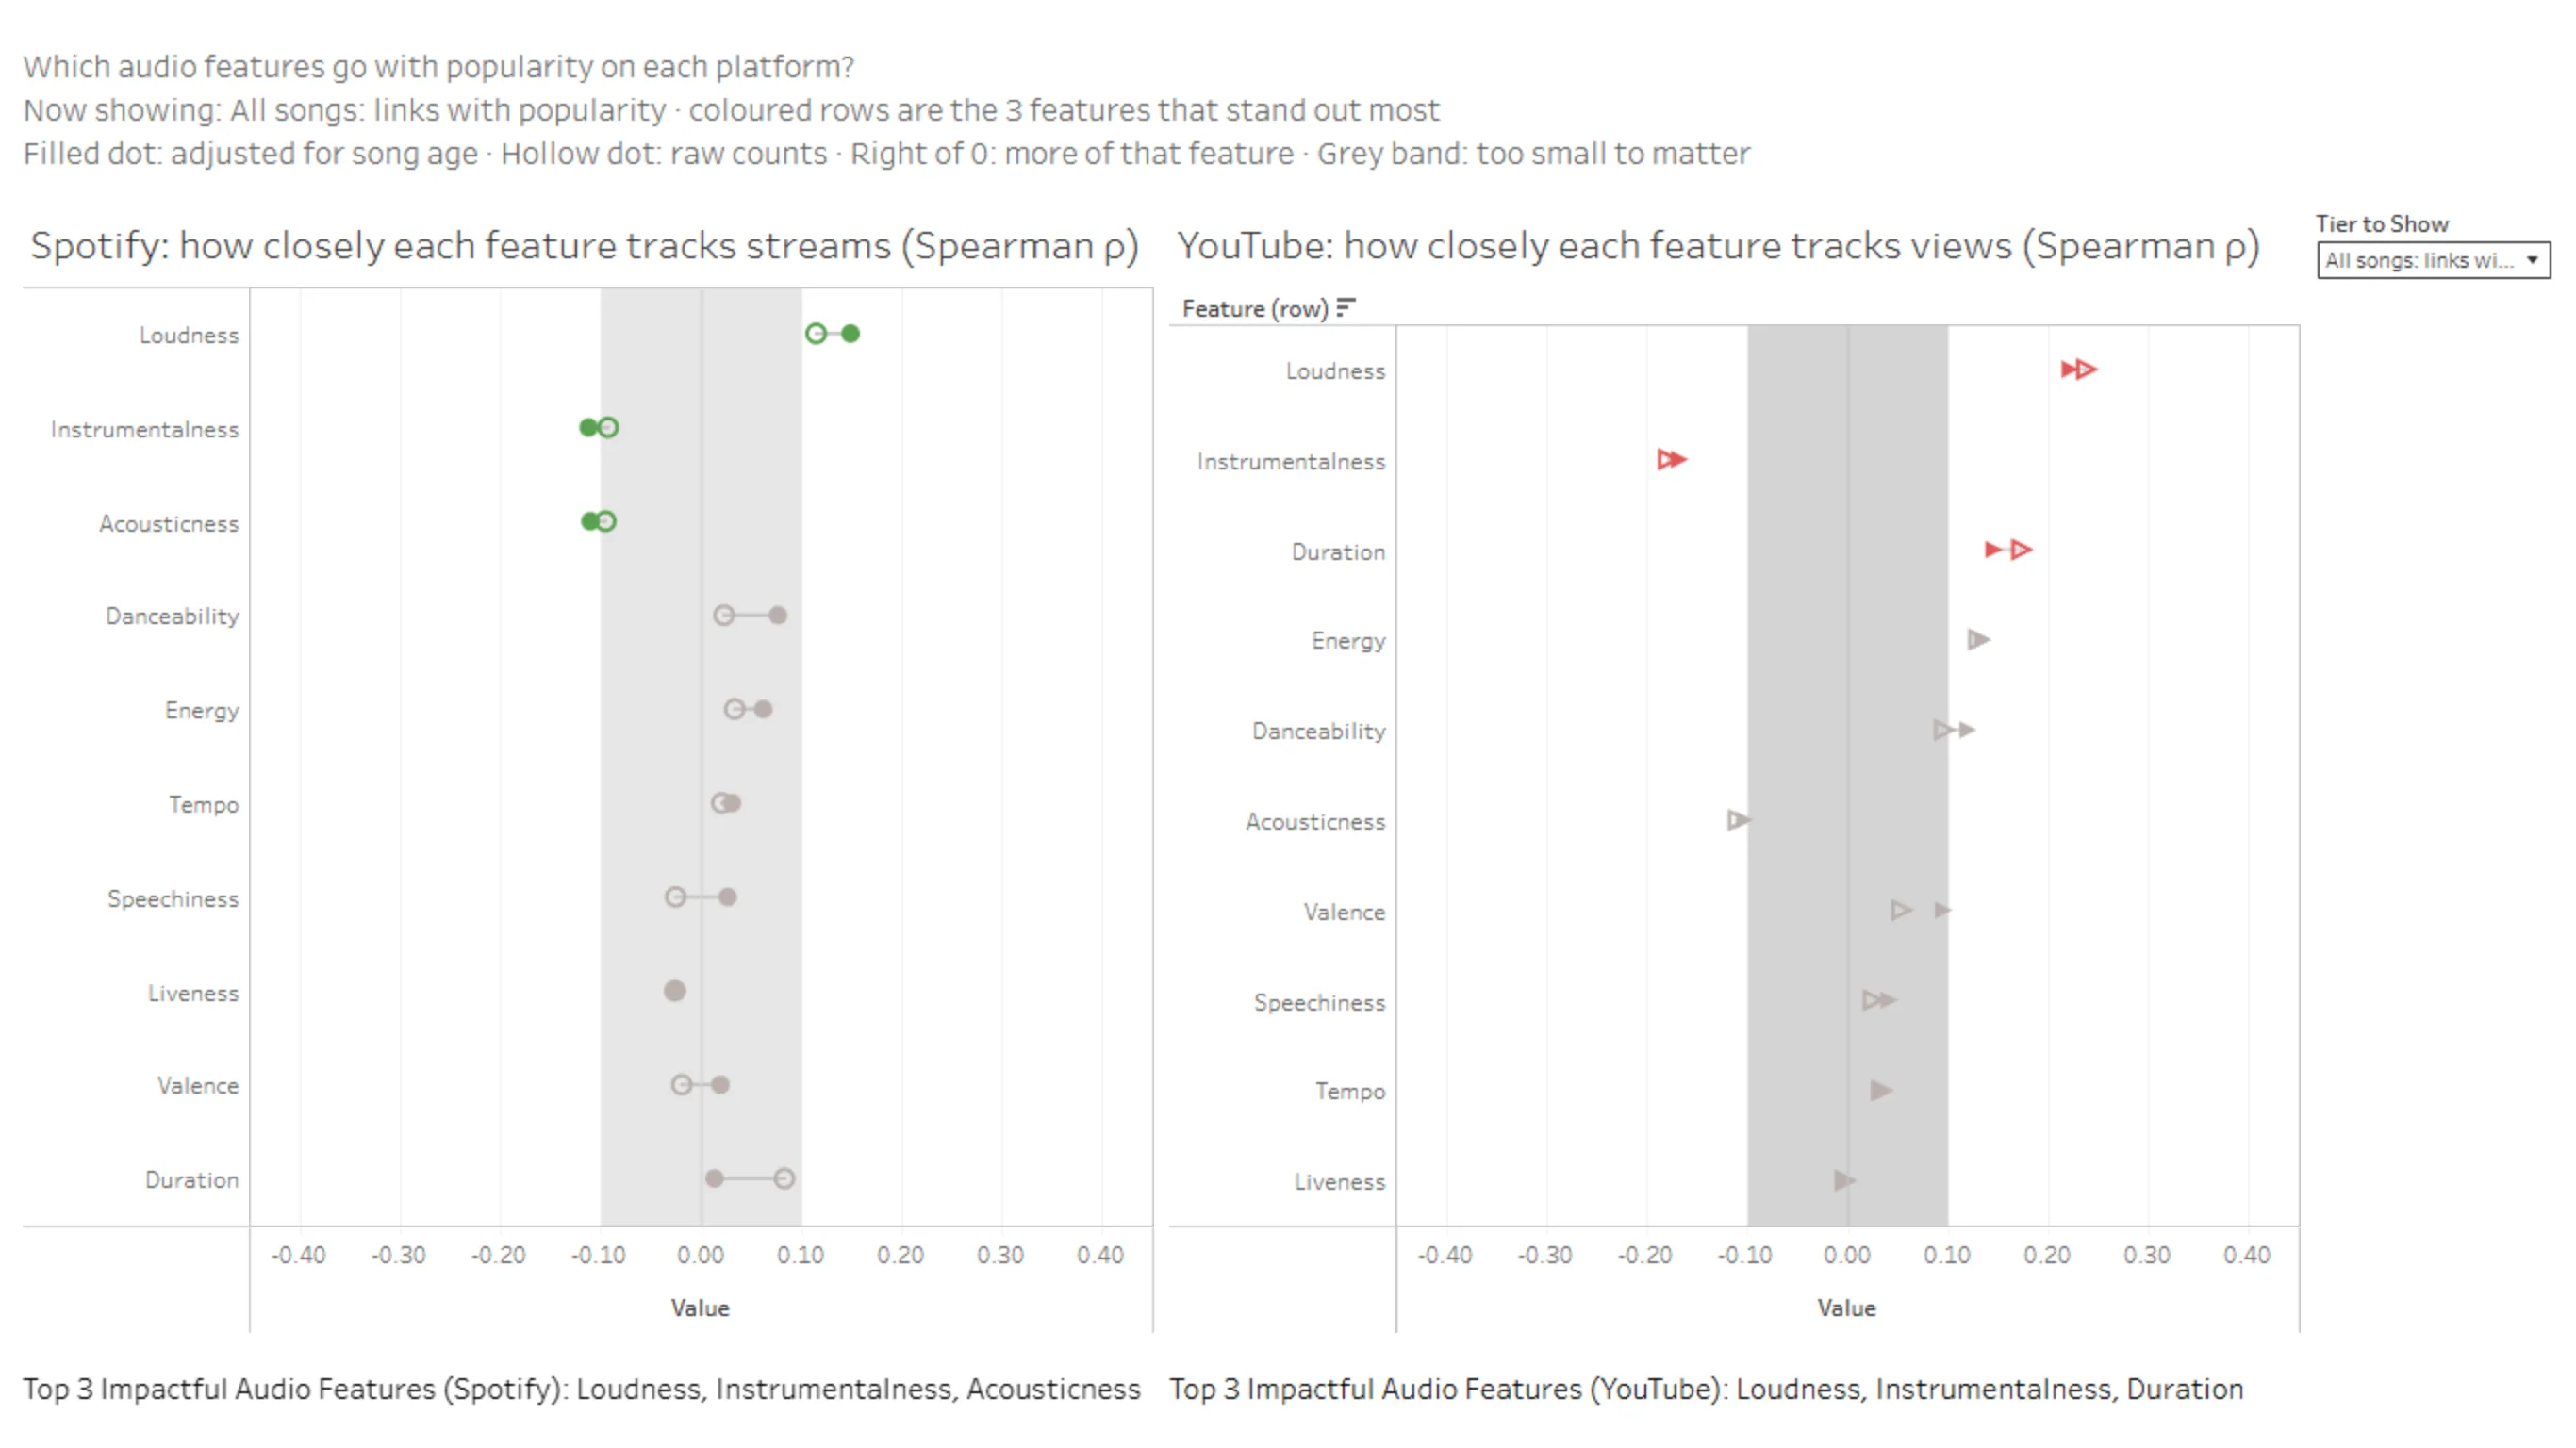 Which audio features go with popularity on each platform?
Now showing: All songs: links with popularity · coloured rows are the 3 features that stand out most
Filled dot: adjusted for song age · Hollow dot: raw counts · Right of 0: more of that feature · Grey band: too small to matter
Spotify: how closely each feature tracks streams (Spearman ρ)
Loudness
Instrumentalness
Acousticness
Danceability
Energy
Tempo
Speechiness
Liveness
Valence
Duration
-0.40 -0.30 -0.20 -0.10 0.00 0.10 0.20 0.30 0.40
Value
Top 3 Impactful Audio Features (Spotify): Loudness, Instrumentalness, Acousticness
YouTube: how closely each feature tracks views (Spearman ρ)
Feature (row)
Loudness
Instrumentalness
Duration
Energy
Danceability
Acousticness
Valence
Speechiness
Tempo
Liveness
-0.40 -0.30 -0.20 -0.10 0.00 0.10 0.20 0.30 0.40
Value
Top 3 Impactful Audio Features (YouTube): Loudness, Instrumentalness, Duration
Tier to Show
All songs: links wi...